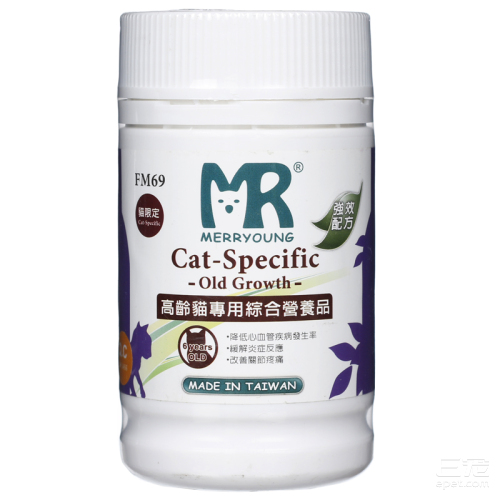 MR®
MERRYOUNG
FM69
貓限定
Cat-Specific
強效
配方
Cat-Specific
-Old Growth-
高齡貓專用綜合營養品
6 years
OLD
•降低心血管疾病發生率
•緩解炎症反應
•改善關節疼痛
C
MADE IN TAIWAN
epet.com